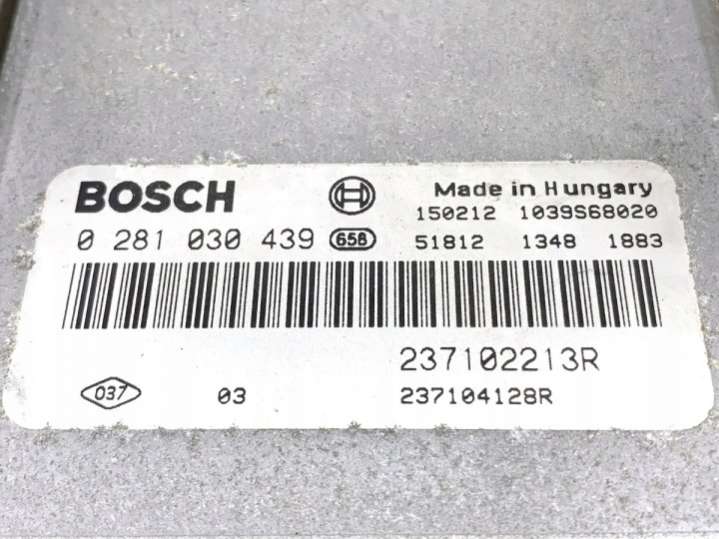 BOSCH Made in Hungary
150212 1039S68020
0 281 030 439 658 51812 1348 1883
237102213R
037 03 237104128R